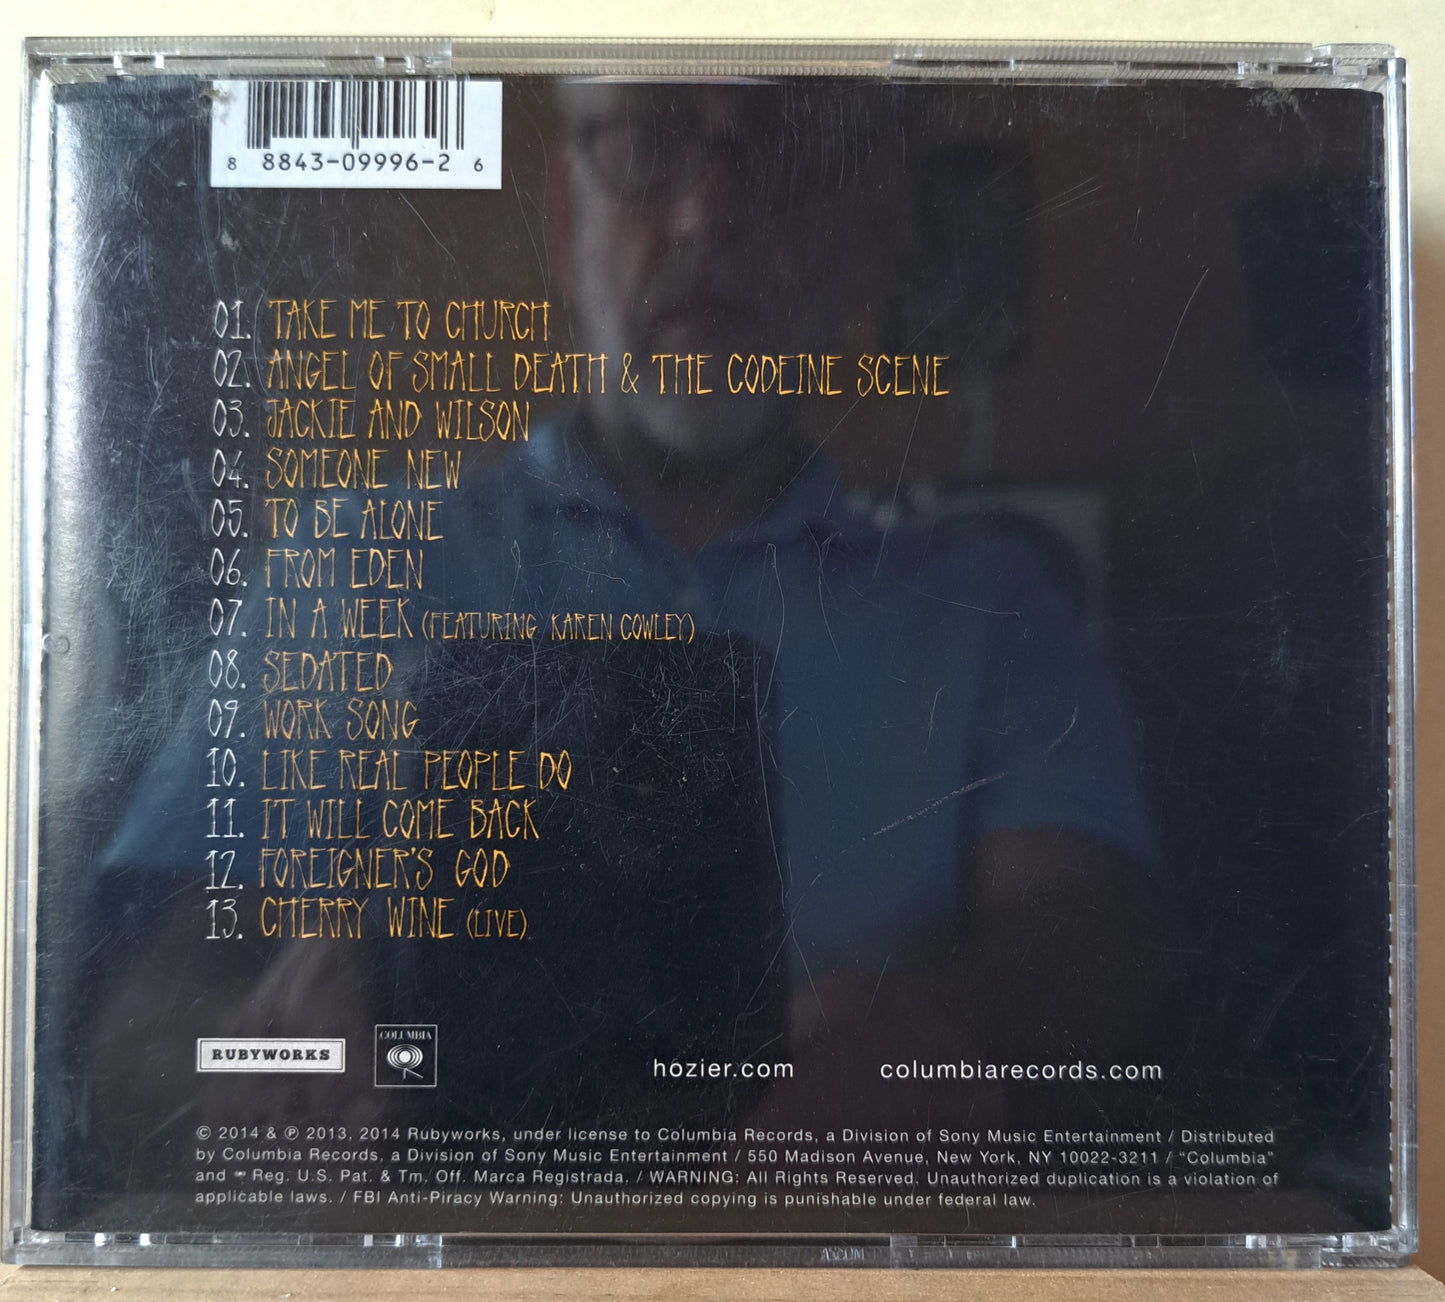 8 8843-09996-2 6
01. TAKE ME TO CHURCH
02. ANGEL OF SMALL DEATH & THE CODEINE SCENE
03. JACKIE AND WILSON
04. SOMEONE NEW
05. TO BE ALONE
06. FROM EDEN
07. IN A WEEK (FEATURING KAREN COWLEY)
08. SEDATED
09. WORK SONG
10. LIKE REAL PEOPLE DO
11. IT WILL COME BACK
12. FOREIGNER'S GOD
13. CHERRY WINE (LIVE)
RUBYWORKS COLUMBIA hozier.com columbiarecords.com
© 2014 & ℗ 2013, 2014 Rubyworks, under license to Columbia Records, a Division of Sony Music Entertainment / Distributed
by Columbia Records, a Division of Sony Music Entertainment / 550 Madison Avenue, New York, NY 10022-3211 / “Columbia”
and Reg. U.S. Pat. & Tm. Off. Marca Registrada. / WARNING: All Rights Reserved. Unauthorized duplication is a violation of
applicable laws. / FBI Anti-Piracy Warning: Unauthorized copying is punishable under federal law.